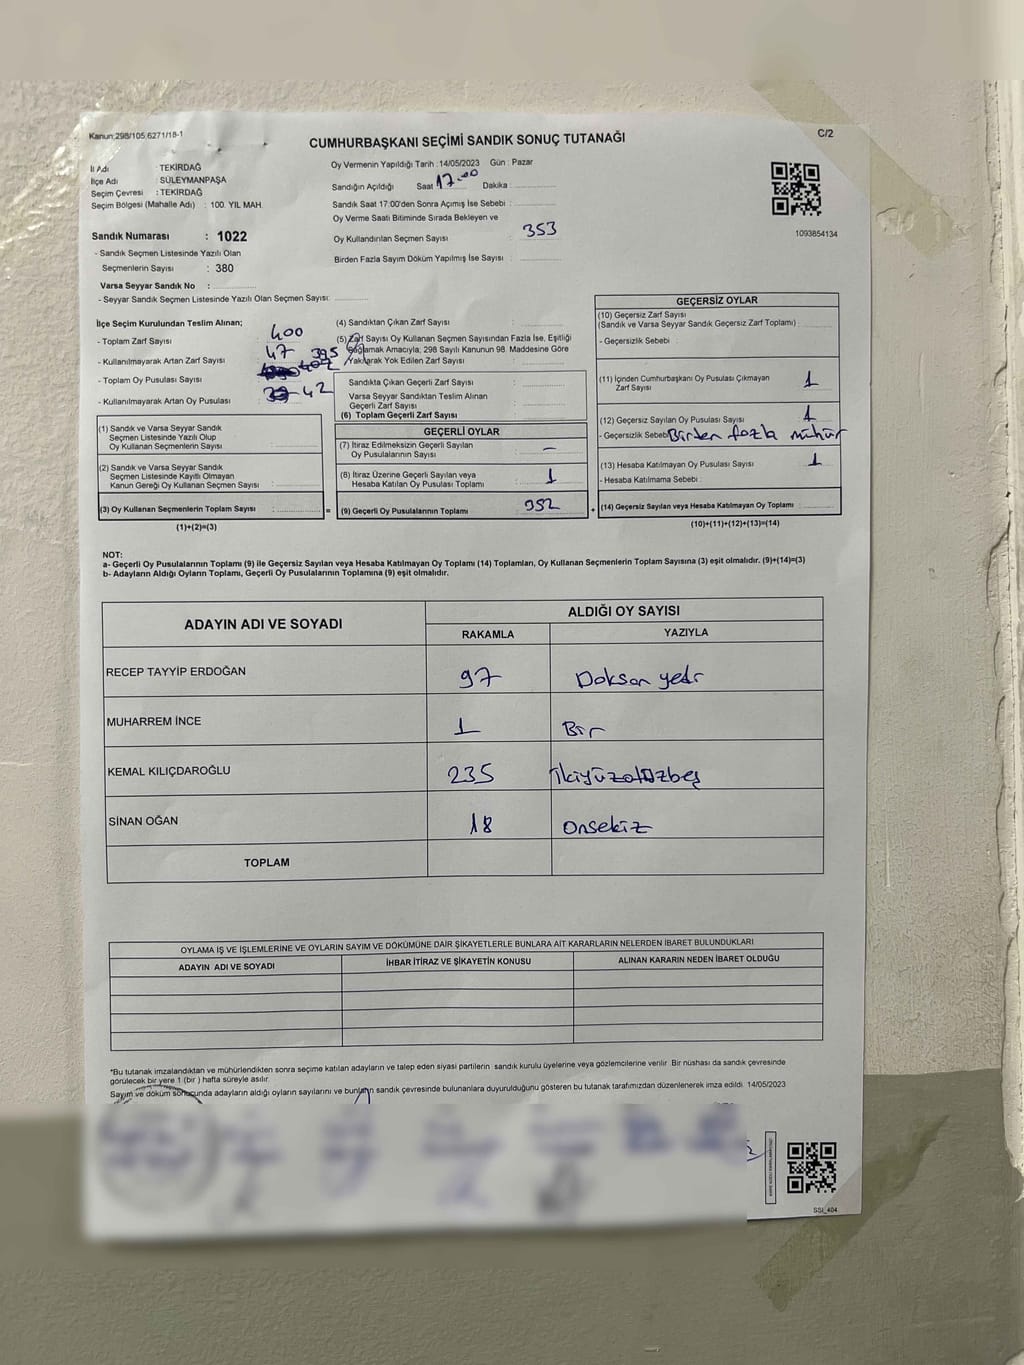 Kanun:298/105,6271/18-1
C/2
CUMHURBAŞKANI SEÇİMİ SANDIK SONUÇ TUTANAĞI
İl Adı : TEKİRDAĞ
İlçe Adı : SÜLEYMANPAŞA
Seçim Çevresi : TEKİRDAĞ
Seçim Bölgesi (Mahalle Adı) : 100. YIL MAH.
Sandık Numarası : 1022
- Sandık Seçmen Listesinde Yazılı Olan
Seçmenlerin Sayısı : 380
Varsa Seyyar Sandık No :
- Seyyar Sandık Seçmen Listesinde Yazılı Olan Seçmen Sayısı:
Oy Vermenin Yapıldığı Tarih :14/05/2023 Gün : Pazar
Sandığın Açıldığı Saat 17.00 Dakika :
Sandık Saat 17:00'den Sonra Açımış İse Sebebi :
Oy Verme Saati Bitiminde Sırada Bekleyen ve
Oy Kullandırılan Seçmen Sayısı : 353
Birden Fazla Sayım Döküm Yapılmış İse Sayısı :
1093854134
İlçe Seçim Kurulundan Teslim Alınan;
- Toplam Zarf Sayısı : 400
- Kullanılmayarak Artan Zarf Sayısı : 47
- Toplam Oy Pusulası Sayısı 395 402
- Kullanılmayarak Artan Oy Pusulası : 42
(1) Sandık ve Varsa Seyyar Sandık
Seçmen Listesinde Yazılı Olup
Oy Kullanan Seçmenlerin Sayısı :
(2) Sandık ve Varsa Seyyar Sandık
Seçmen Listesinde Kayıtlı Olmayan
Kanun Gereği Oy Kullanan Seçmen Sayısı :
(3) Oy Kullanan Seçmenlerin Toplam Sayısı : =
(1)+(2)=(3)
(4) Sandıktan Çıkan Zarf Sayısı :
(5) Zarf Sayısı Oy Kullanan Seçmen Sayısından Fazla İse, Eşitliği
Sağlamak Amacıyla, 298 Sayılı Kanunun 98. Maddesine Göre
Yakılarak Yok Edilen Zarf Sayısı :
Sandıkta Çıkan Geçerli Zarf Sayısı :
Varsa Seyyar Sandıktan Teslim Alınan
Geçerli Zarf Sayısı :
(6) Toplam Geçerli Zarf Sayısı :
GEÇERLİ OYLAR
(7) İtiraz Edilmeksizin Geçerli Sayılan
Oy Pusulalarının Sayısı : -
(8) İtiraz Üzerine Geçerli Sayılan veya
Hesaba Katılan Oy Pusulası Toplamı : 1
(9) Geçerli Oy Pusulalarının Toplamı : 352 +
GEÇERSİZ OYLAR
(10) Geçersiz Zarf Sayısı
(Sandık ve Varsa Seyyar Sandık Geçersiz Zarf Toplamı) :
- Geçersizlik Sebebi :
(11) İçinden Cumhurbaşkanı Oy Pusulası Çıkmayan
Zarf Sayısı : 1
(12) Geçersiz Sayılan Oy Pusulası Sayısı : 1
- Geçersizlik Sebebi Birden fazla mühür
(13) Hesaba Katılmayan Oy Pusulası Sayısı : 1
- Hesaba Katılmama Sebebi :
(14) Geçersiz Sayılan veya Hesaba Katılmayan Oy Toplamı :
(10)+(11)+(12)+(13)=(14)
NOT:
a- Geçerli Oy Pusulalarının Toplamı (9) ile Geçersiz Sayılan veya Hesaba Katılmayan Oy Toplamı (14) Toplamları, Oy Kullanan Seçmenlerin Toplam Sayısına (3) eşit olmalıdır. (9)+(14)=(3)
b- Adayların Aldığı Oyların Toplamı, Geçerli Oy Pusulalarının Toplamına (9) eşit olmalıdır.
ADAYIN ADI VE SOYADI
ALDIĞI OY SAYISI
RAKAMLA YAZIYLA
RECEP TAYYİP ERDOĞAN 97 Doksan yedi
MUHARREM İNCE 1 Bir
KEMAL KILIÇDAROĞLU 235 İkiyüzotuzbeş
SİNAN OĞAN 18 Onsekiz
TOPLAM
OYLAMA İŞ VE İŞLEMLERİNE VE OYLARIN SAYIM VE DÖKÜMÜNE DAİR ŞİKAYETLERLE BUNLARA AİT KARARLARIN NELERDEN İBARET BULUNDUKLARI
ADAYIN ADI VE SOYADI İHBAR İTİRAZ VE ŞİKAYETİN KONUSU ALINAN KARARIN NEDEN İBARET OLDUĞU
*Bu tutanak imzalandıktan ve mühürlendikten sonra seçime katılan adayların ve talep eden siyasi partilerin sandık kurulu üyelerine veya gözlemcilerine verilir. Bir nüshası da sandık çevresinde
görülecek bir yere 1 (bir ) hafta süreyle asılır.
Sayım ve döküm sonucunda adayların aldığı oyların sayılarını ve bunların sandık çevresinde bulunanlara duyurulduğunu gösteren bu tutanak tarafımızdan düzenlenerek imza edildi. 14/05/2023
SSI_404